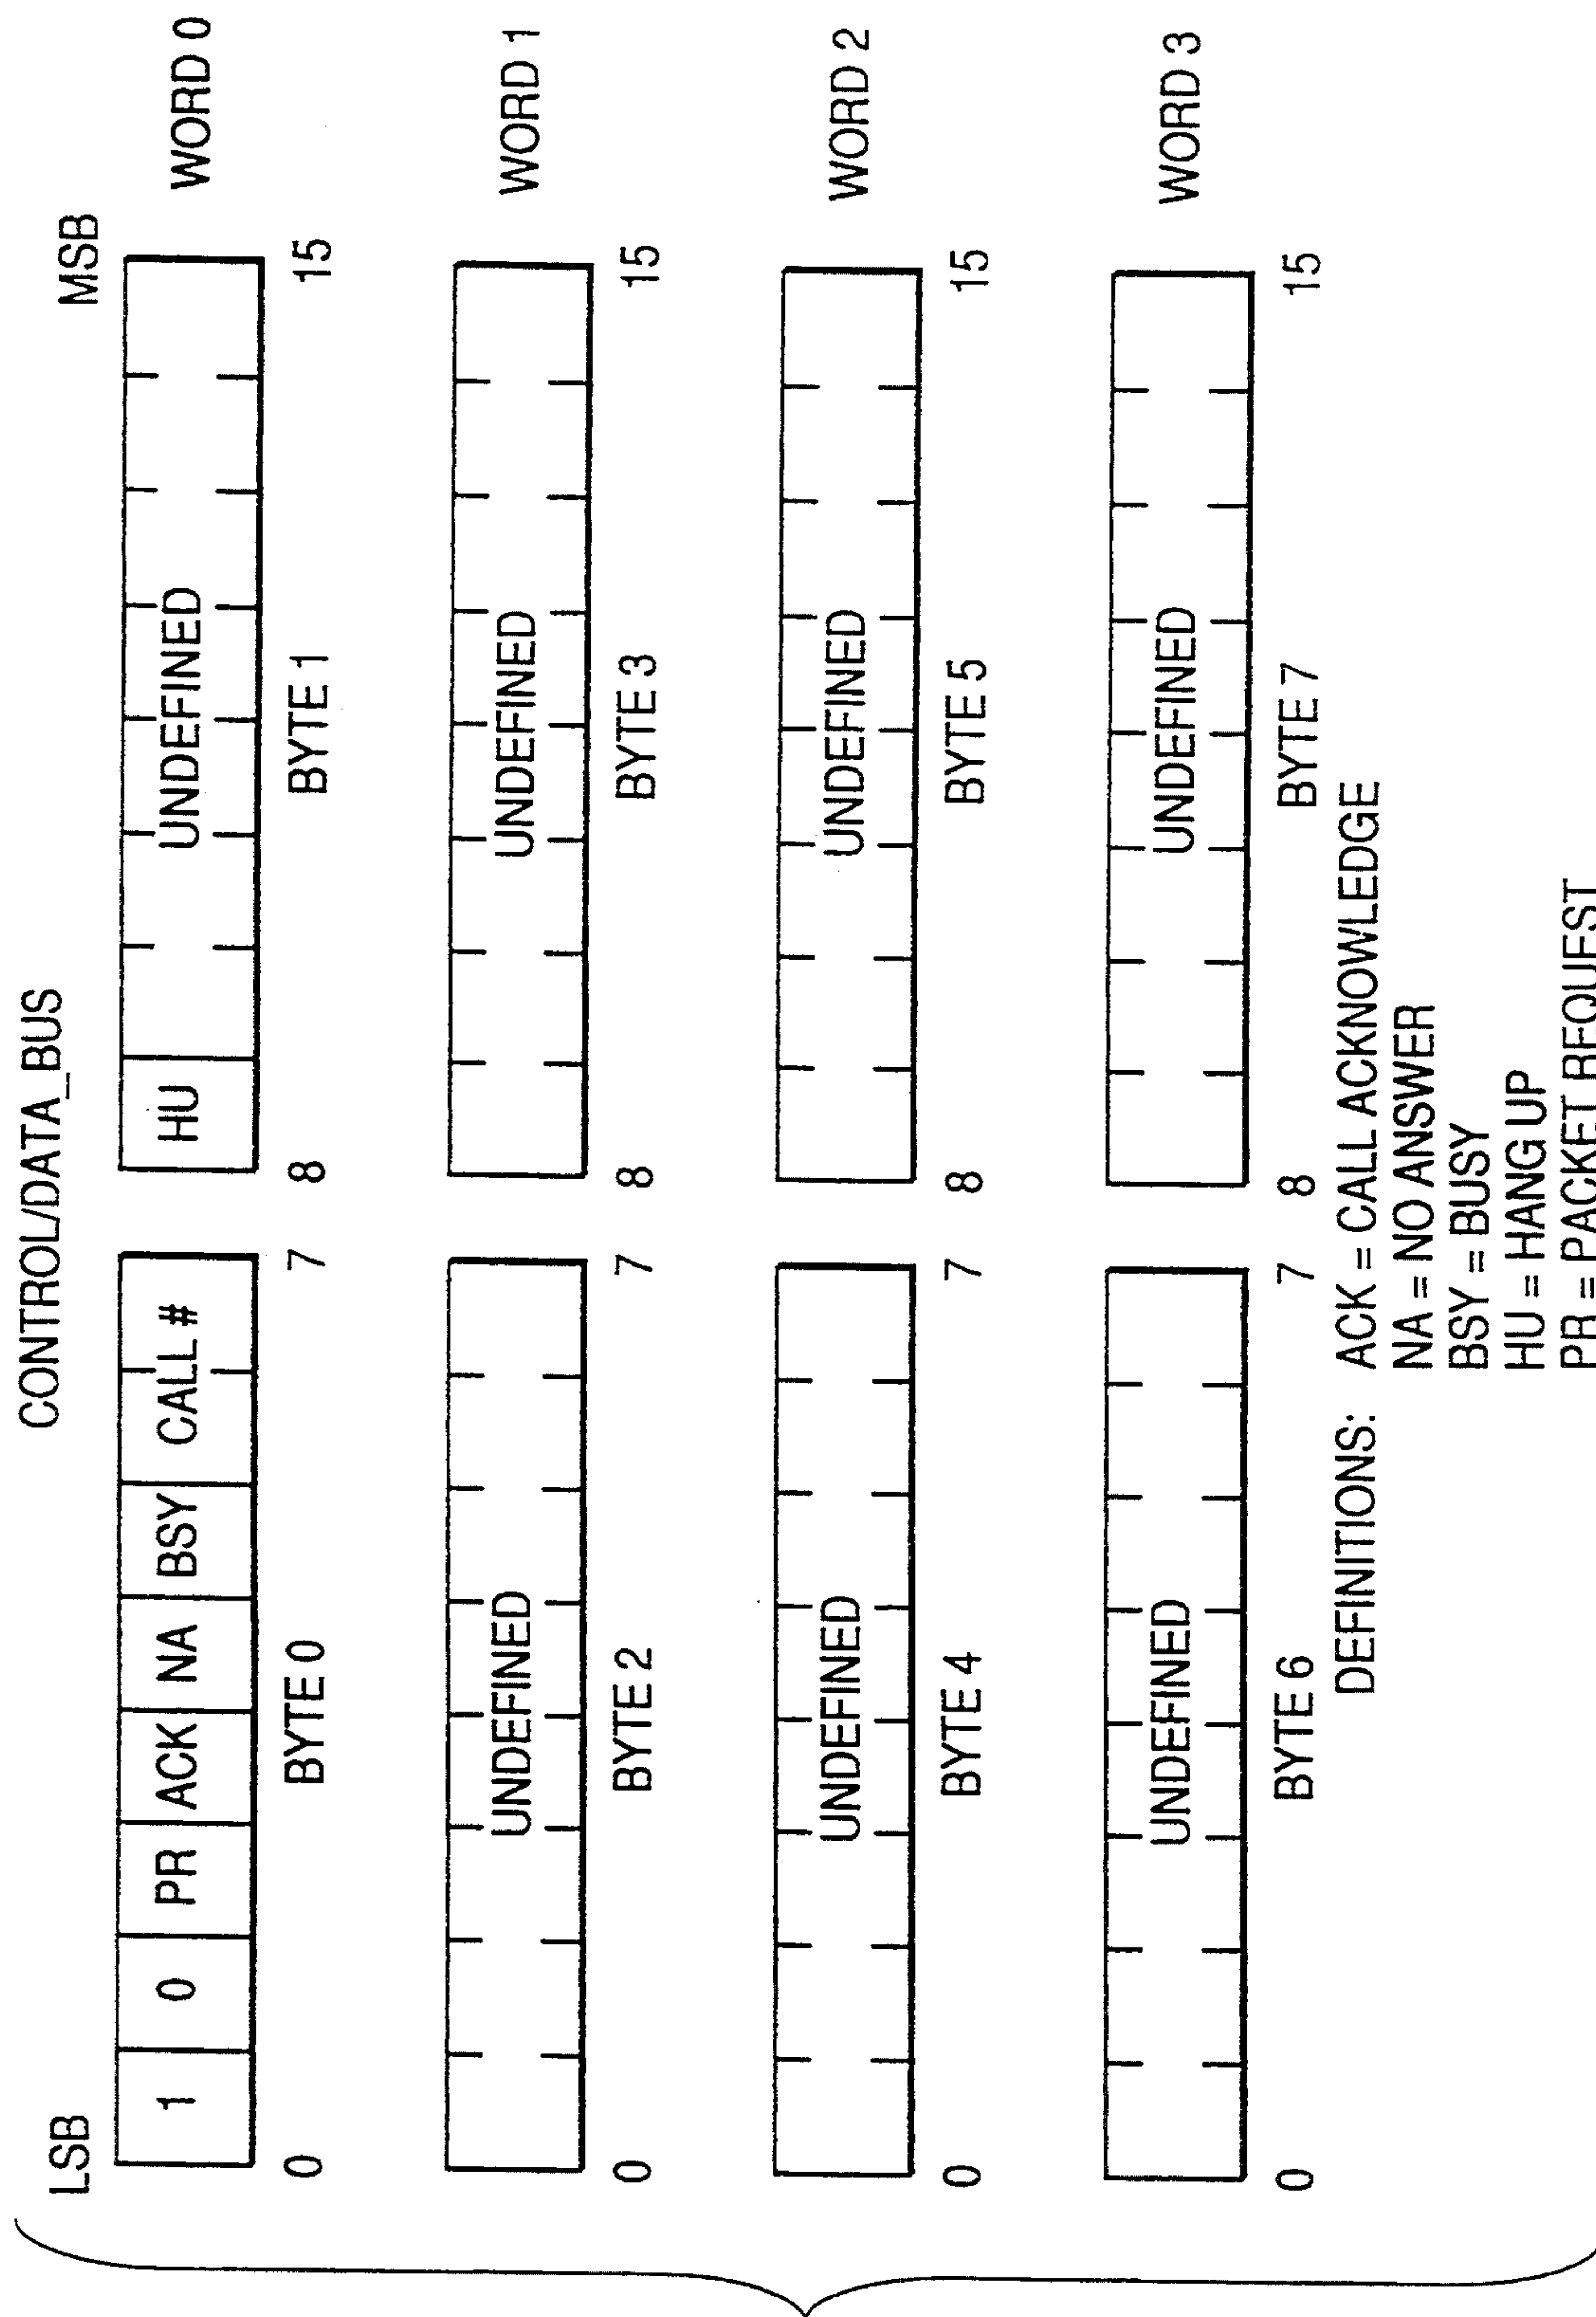 CONTROL/DATA_BUS
LSB MSB
1 0 PR ACK NA BSY CALL # HU UNDEFINED WORD 0
0 BYTE 0 7 8 BYTE 1 15
UNDEFINED UNDEFINED WORD 1
0 BYTE 2 7 8 BYTE 3 15
UNDEFINED UNDEFINED WORD 2
0 BYTE 4 7 8 BYTE 5 15
UNDEFINED UNDEFINED WORD 3
0 BYTE 6 7 8 BYTE 7 15
DEFINITIONS: ACK = CALL ACKNOWLEDGE
NA = NO ANSWER
BSY = BUSY
HU = HANG UP
PR = PACKET REQUEST